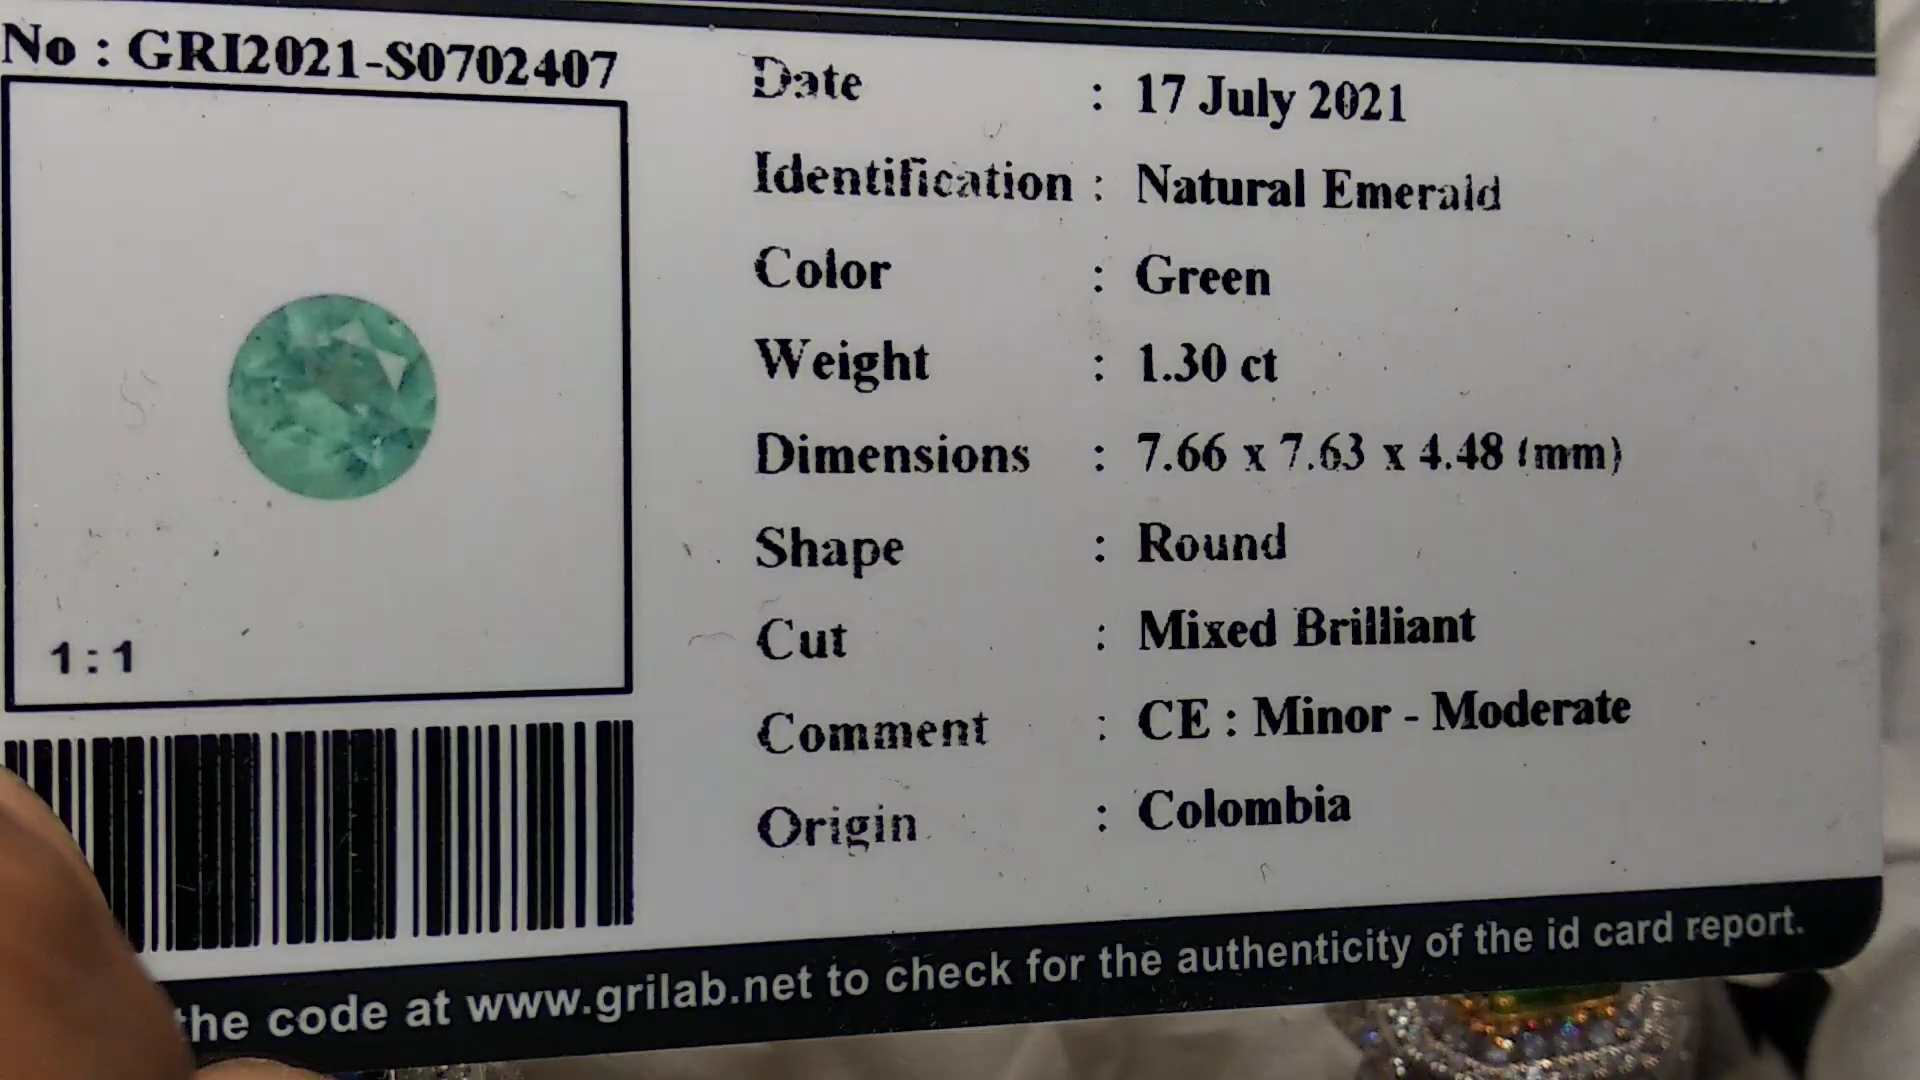 No : GRI2021-S0702407
1:1
Date : 17 July 2021
Identification : Natural Emerald
Color : Green
Weight : 1.30 ct
Dimensions : 7.66 x 7.63 x 4.48 (mm)
Shape : Round
Cut : Mixed Brilliant
Comment : CE : Minor - Moderate
Origin : Colombia
the code at www.grilab.net to check for the authenticity of the id card report.